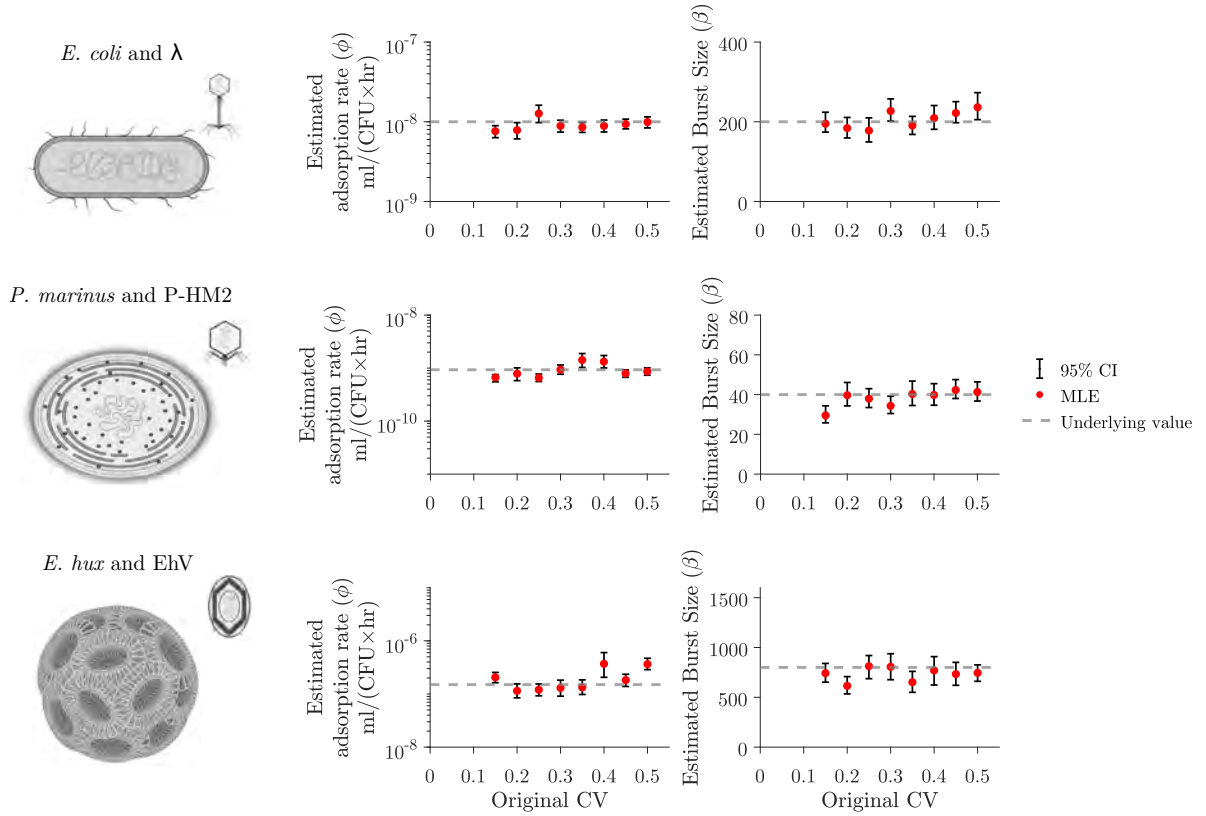 E. coli and λ
Estimated
adsorption rate (ϕ)
ml/(CFU×hr)
10-7
10-8
10-9
0 0.1 0.2 0.3 0.4 0.5
Estimated Burst Size (β)
400
200
0
0 0.1 0.2 0.3 0.4 0.5
P. marinus and P-HM2
Estimated
adsorption rate (ϕ)
ml/(CFU×hr)
10-8
10-10
0 0.1 0.2 0.3 0.4 0.5
Estimated Burst Size (β)
80
60
40
20
0
0 0.1 0.2 0.3 0.4 0.5
95% CI
MLE
Underlying value
E. hux and EhV
Estimated
adsorption rate (ϕ)
ml/(CFU×hr)
10-6
10-8
0 0.1 0.2 0.3 0.4 0.5
Original CV
Estimated Burst Size (β)
1500
1000
500
0
0 0.1 0.2 0.3 0.4 0.5
Original CV